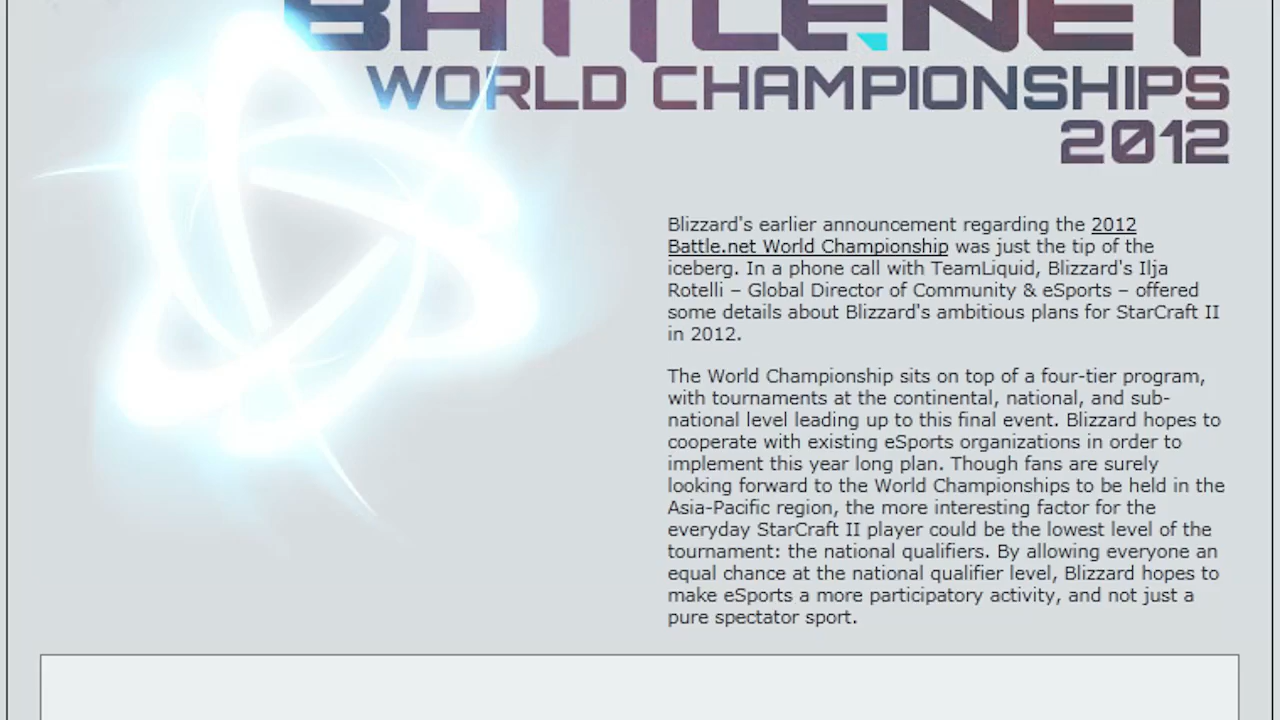 BATTLE.NET
WORLD CHAMPIONSHIPS
2012
Blizzard's earlier announcement regarding the 2012
Battle.net World Championship was just the tip of the
iceberg. In a phone call with TeamLiquid, Blizzard's Ilja
Rotelli – Global Director of Community & eSports – offered
some details about Blizzard's ambitious plans for StarCraft II
in 2012.
The World Championship sits on top of a four-tier program,
with tournaments at the continental, national, and sub-
national level leading up to this final event. Blizzard hopes to
cooperate with existing eSports organizations in order to
implement this year long plan. Though fans are surely
looking forward to the World Championships to be held in the
Asia-Pacific region, the more interesting factor for the
everyday StarCraft II player could be the lowest level of the
tournament: the national qualifiers. By allowing everyone an
equal chance at the national qualifier level, Blizzard hopes to
make eSports a more participatory activity, and not just a
pure spectator sport.